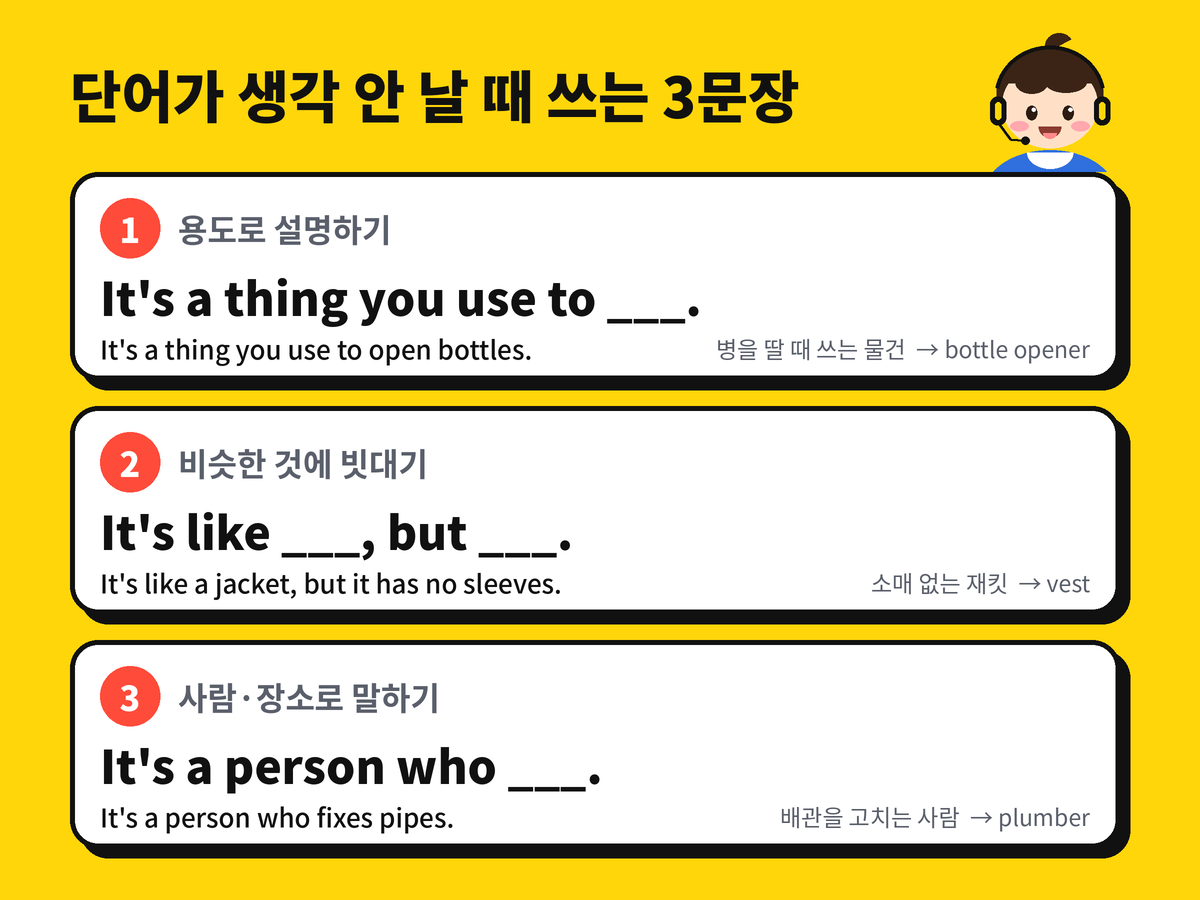 단어가 생각 안 날 때 쓰는 3문장
1 용도로 설명하기
It's a thing you use to ___.
It's a thing you use to open bottles. 병을 딸 때 쓰는 물건 → bottle opener
2 비슷한 것에 빗대기
It's like ___, but ___.
It's like a jacket, but it has no sleeves. 소매 없는 재킷 → vest
3 사람·장소로 말하기
It's a person who ___.
It's a person who fixes pipes. 배관을 고치는 사람 → plumber